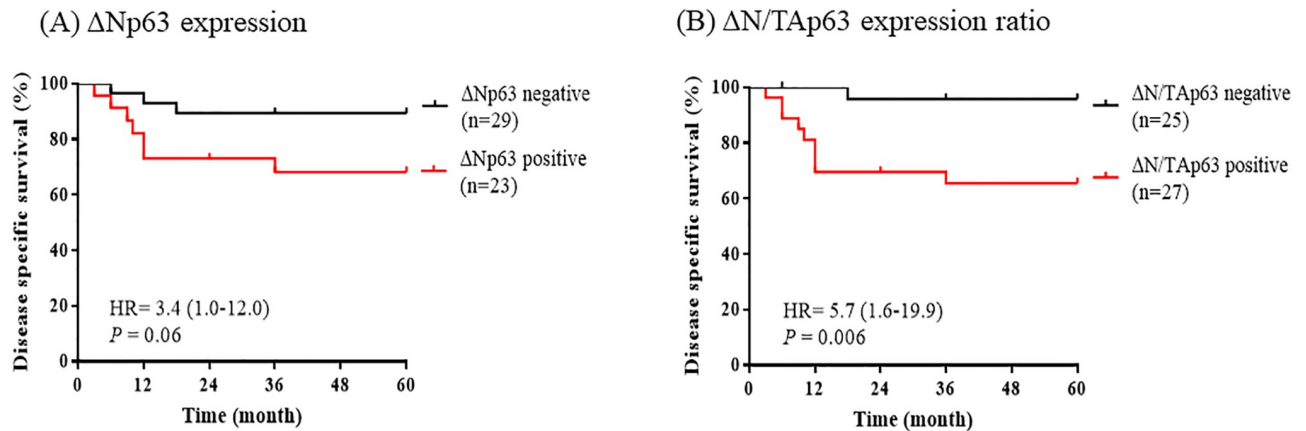 (A) ΔNp63 expression
Disease specific survival (%)
100
80
60
40
20
0
0 12 24 36 48 60
Time (month)
HR= 3.4 (1.0-12.0)
P = 0.06
ΔNp63 negative
(n=29)
ΔNp63 positive
(n=23)
(B) ΔN/TAp63 expression ratio
Disease specific survival (%)
100
80
60
40
20
0
0 12 24 36 48 60
Time (month)
HR= 5.7 (1.6-19.9)
P = 0.006
ΔN/TAp63 negative
(n=25)
ΔN/TAp63 positive
(n=27)